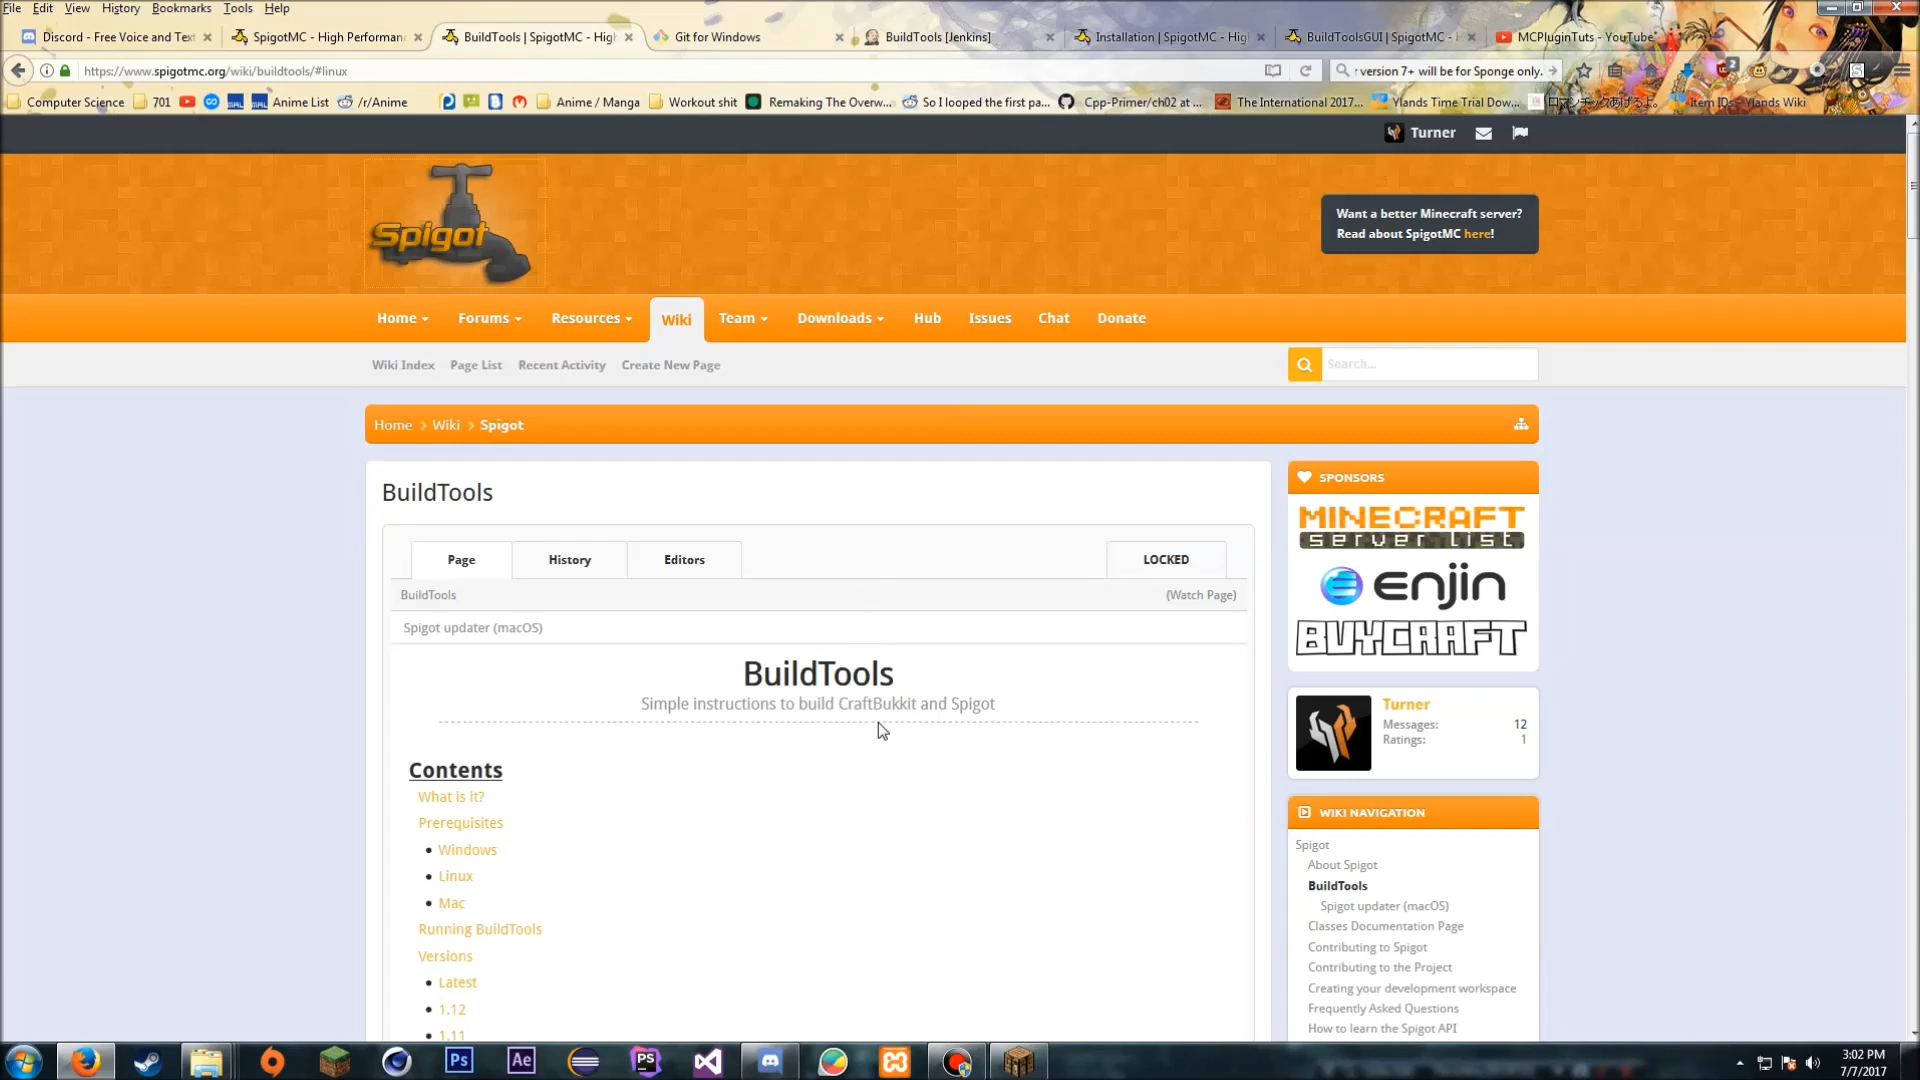 File Edit View History Bookmarks Tools Help
Discord - Free Voice and Text
SpigotMC - High Performan
BuildTools | SpigotMC - High
Git for Windows
BuildTools [Jenkins]
Installation | SpigotMC - Hig
BuildToolsGUI | SpigotMC -
MCPluginTuts - YouTube
https://www.spigotmc.org/wiki/buildtools/#linux
version 7+ will be for Sponge only.
2
Computer Science 701 Anime List /r/Anime Anime / Manga Workout shit Remaking The Overw... So I looped the first pa... Cpp-Primer/ch02 at ... The International 2017... Ylands Time Trial Dow... Item IDs - Ylands Wiki
Turner
Spigot
Want a better Minecraft server?
Read about SpigotMC here!
Home Forums Resources Wiki Team Downloads Hub Issues Chat Donate
Wiki Index Page List Recent Activity Create New Page
Search...
Home Wiki Spigot
BuildTools
Page History Editors LOCKED
BuildTools (Watch Page)
Spigot updater (macOS)
BuildTools
Simple instructions to build CraftBukkit and Spigot
Contents
What is it?
Prerequisites
• Windows
• Linux
• Mac
Running BuildTools
Versions
• Latest
• 1.12
• 1.11
SPONSORS
MINECRAFT
server list
enjin
BUYCRAFT
Turner
Messages: 12
Ratings: 1
WIKI NAVIGATION
Spigot
About Spigot
BuildTools
Spigot updater (macOS)
Classes Documentation Page
Contributing to Spigot
Contributing to the Project
Creating your development workspace
Frequently Asked Questions
How to learn the Spigot API
Ps Ae PS
3:02 PM
7/7/2017